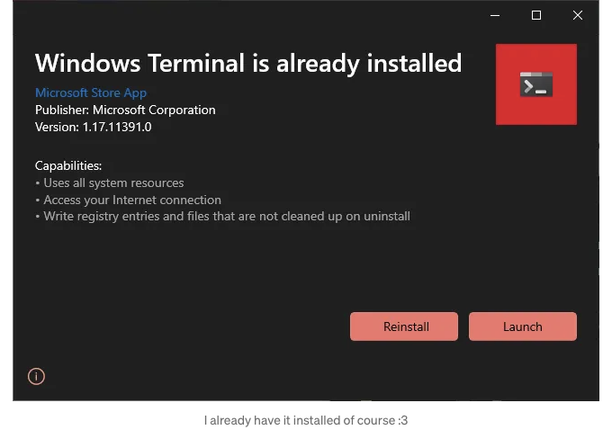 Windows Terminal is already installed
Microsoft Store App
Publisher: Microsoft Corporation
Version: 1.17.11391.0
Capabilities:
• Uses all system resources
• Access your Internet connection
• Write registry entries and files that are not cleaned up on uninstall
Reinstall
Launch
I already have it installed of course :3